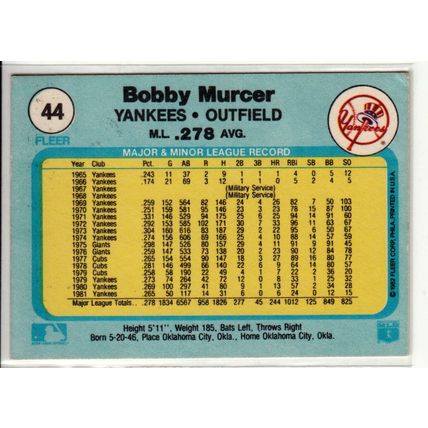 44
FLEER
Bobby Murcer
YANKEES • OUTFIELD
M.L. .278 AVG.
Yankees
MAJOR & MINOR LEAGUE RECORD
Year Club Pct. G AB R H 2B 3B HR RBI SB BB SO
1965 Yankees .243 11 37 2 9 1 0 1 4 0 5 12
1966 Yankees .174 21 69 3 12 1 1 0 5 2 4 5
1967 Yankees (Military Service)
1968 Yankees (Military Service)
1969 Yankees .259 152 564 82 146 24 4 26 82 7 50 103
1970 Yankees .251 159 581 95 146 23 3 23 78 15 87 100
1971 Yankees .331 146 529 94 175 25 6 25 94 14 91 60
1972 Yankees .292 153 585 102 171 30 7 33 96 11 63 67
1973 Yankees .304 160 616 83 187 29 2 22 95 6 50 67
1974 Yankees .274 156 606 69 166 25 4 10 88 14 57 59
1975 Giants .298 147 526 80 157 29 4 11 91 9 91 45
1976 Giants .259 147 533 73 138 20 2 23 90 12 84 78
1977 Cubs .265 154 554 90 147 18 3 27 89 16 80 77
1978 Cubs .281 146 499 66 140 22 6 9 64 14 80 57
1979 Cubs .258 58 190 22 49 4 1 7 22 2 36 20
1979 Yankees .273 74 264 42 72 12 0 8 33 1 25 32
1980 Yankees .269 100 297 41 80 9 1 13 57 2 34 28
1981 Yankees .265 50 117 14 31 6 0 6 24 0 12 15
Major League Totals.. .278 1834 6567 958 1826 45 244 1012 125 849 825
Height 5'11", Weight 185, Bats Left, Throws Right
Born 5-20-46, Place Oklahoma City, Okla., Home Oklahoma City, Okla.
© 1982 FLEER CORP. PHILA. PRINTED IN U.S.A.